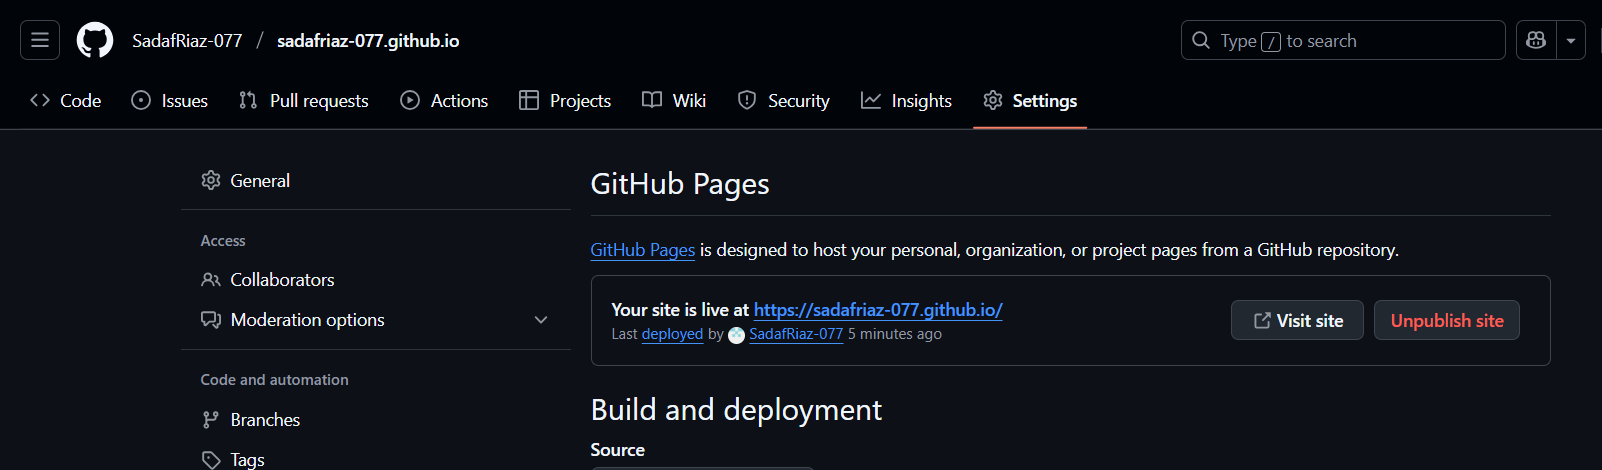 SadafRiaz-077 / sadafriaz-077.github.io
Type / to search
Code Issues Pull requests Actions Projects Wiki Security Insights Settings
General
Access
Collaborators
Moderation options
Code and automation
Branches
Tags
GitHub Pages
GitHub Pages is designed to host your personal, organization, or project pages from a GitHub repository.
Your site is live at https://sadafriaz-077.github.io/
Last deployed by SadafRiaz-077 5 minutes ago
Visit site
Unpublish site
Build and deployment
Source